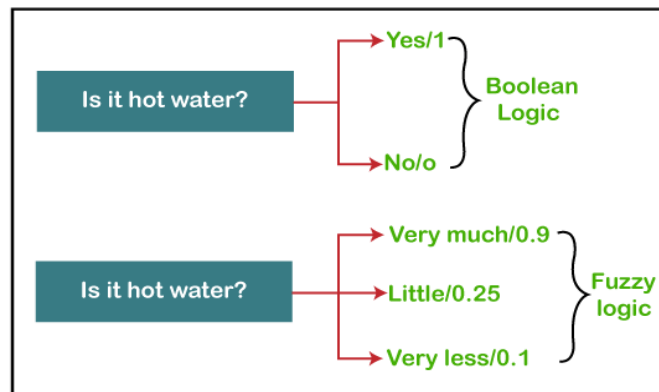 Is it hot water?
Yes/1
No/o
Boolean
Logic
Is it hot water?
Very much/0.9
Little/0.25
Very less/0.1
Fuzzy
logic